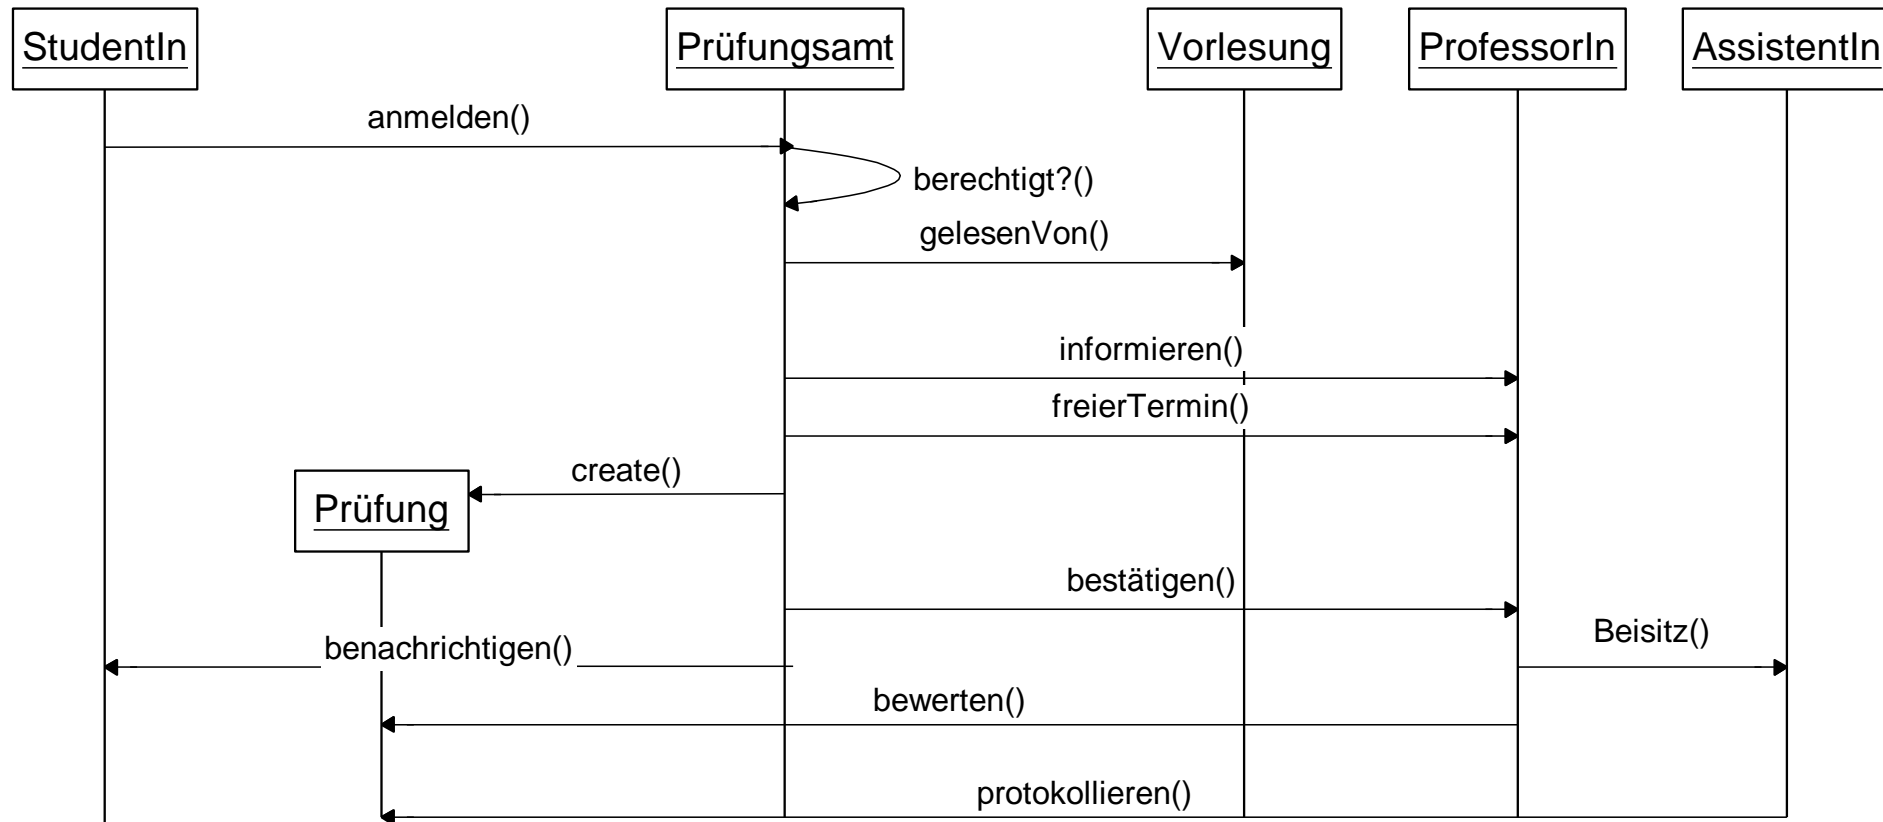 StudentIn
Prüfungsamt
Vorlesung
ProfessorIn
AssistentIn
anmelden()
berechtigt?()
gelesenVon()
informieren()
freierTermin()
create()
Prüfung
bestätigen()
benachrichtigen()
Beisitz()
bewerten()
protokollieren()